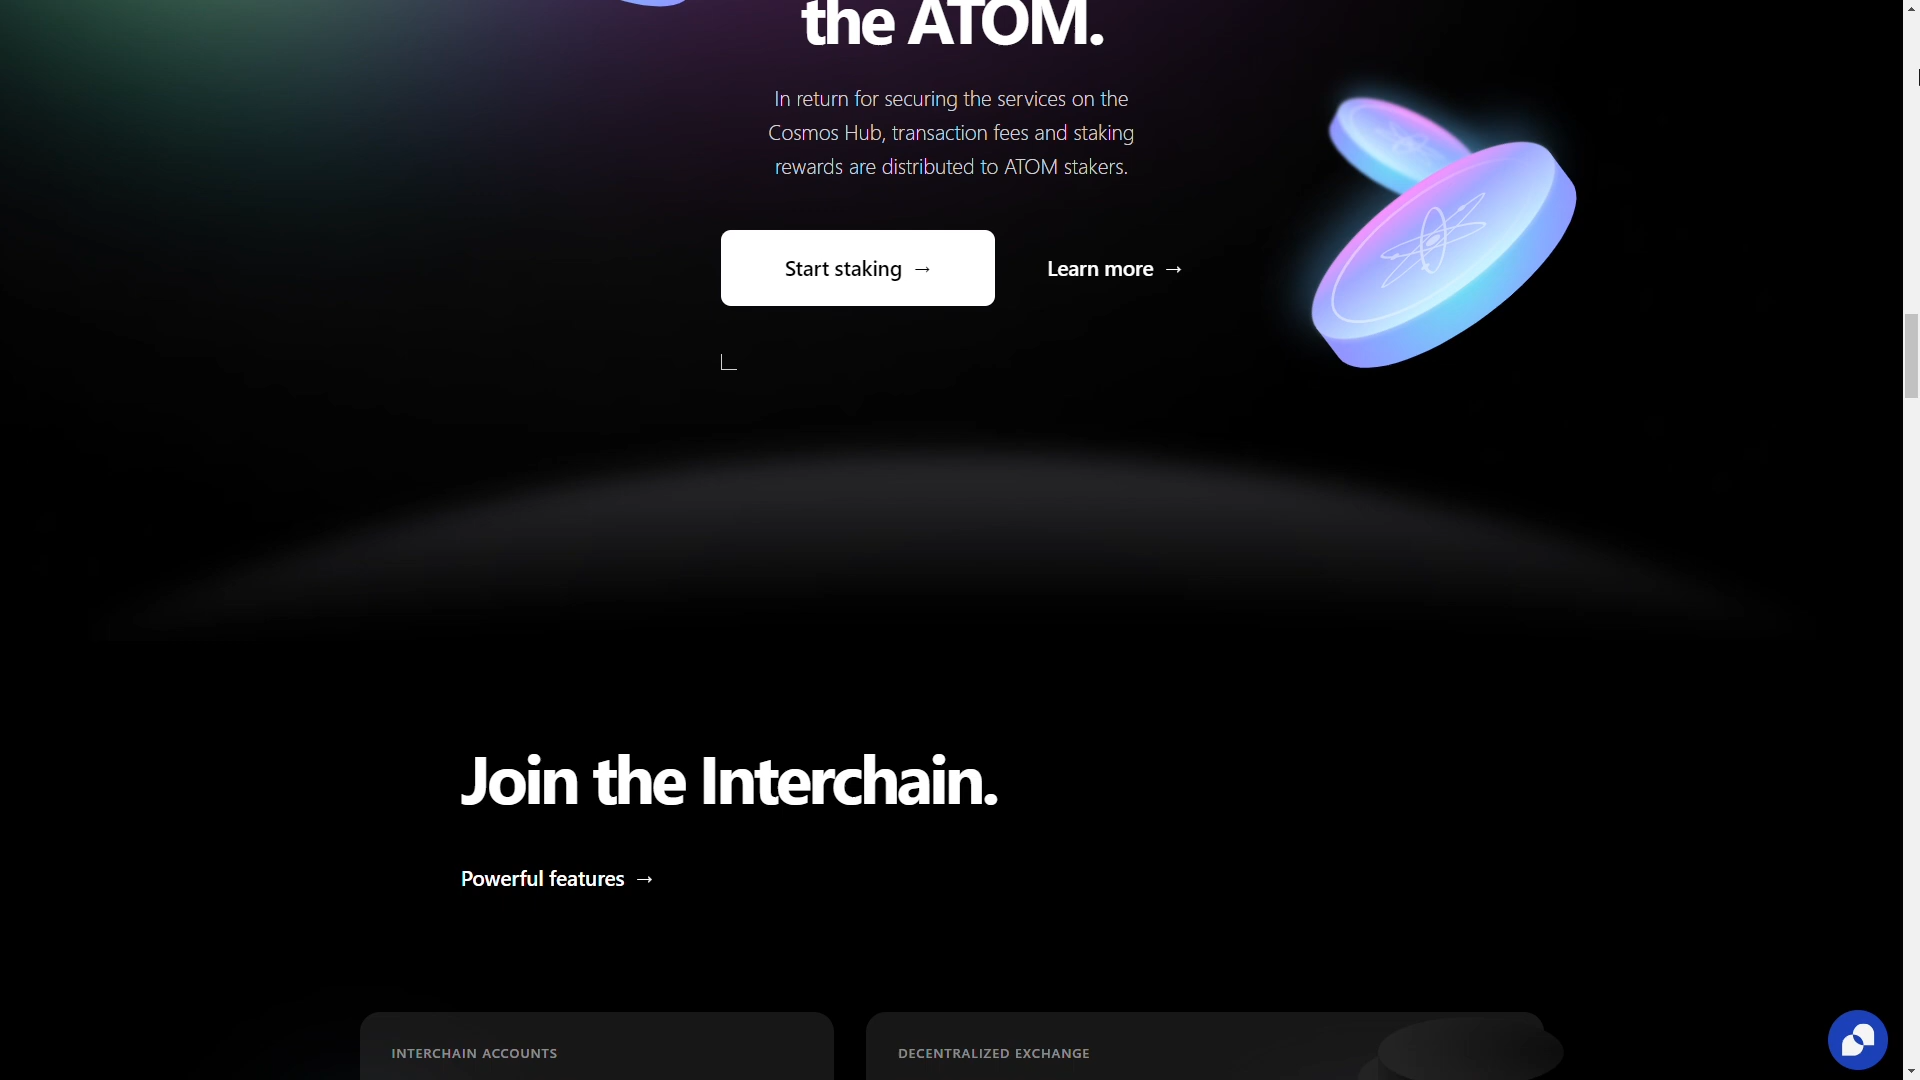 the ATOM.
In return for securing the services on the
Cosmos Hub, transaction fees and staking
rewards are distributed to ATOM stakers.
Start staking →
Learn more →
Join the Interchain.
Powerful features →
INTERCHAIN ACCOUNTS
DECENTRALIZED EXCHANGE